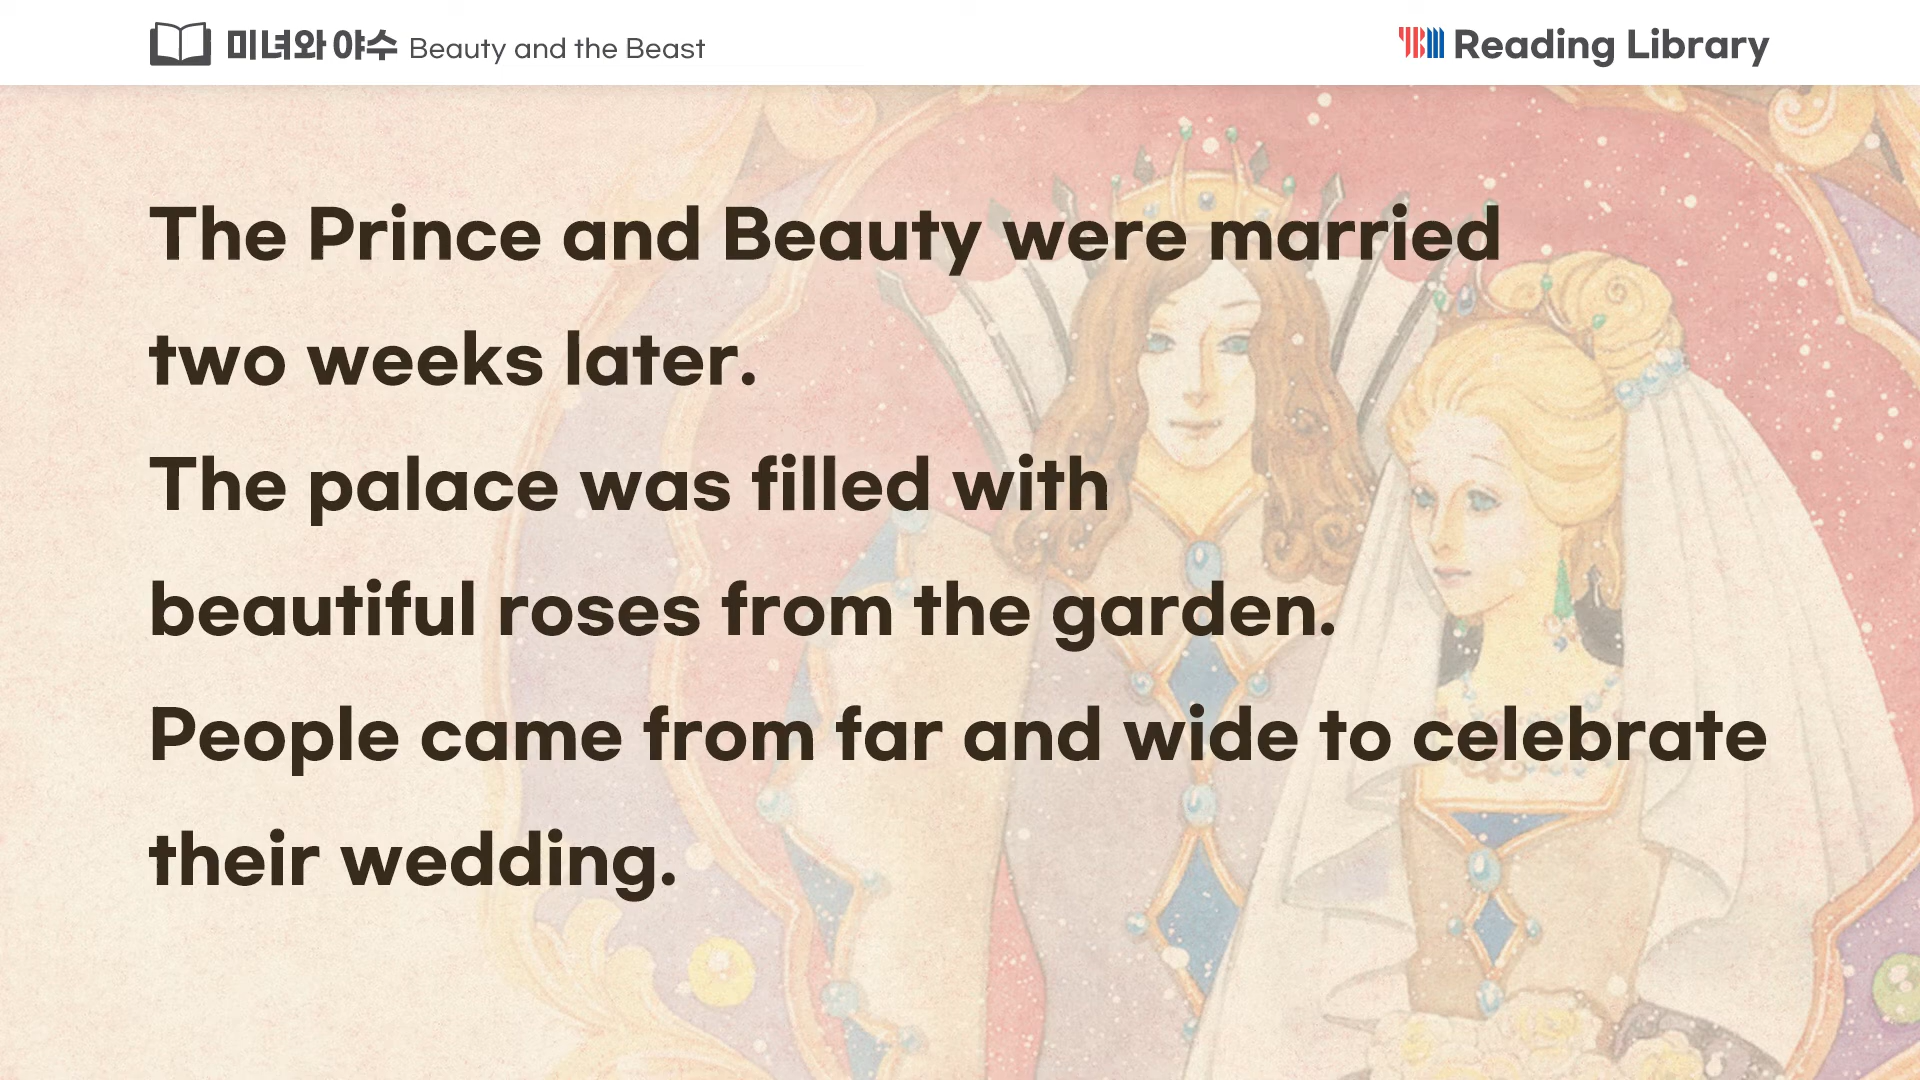 미녀와 야수 Beauty and the Beast
YBM Reading Library
The Prince and Beauty were married
two weeks later.
The palace was filled with
beautiful roses from the garden.
People came from far and wide to celebrate
their wedding.